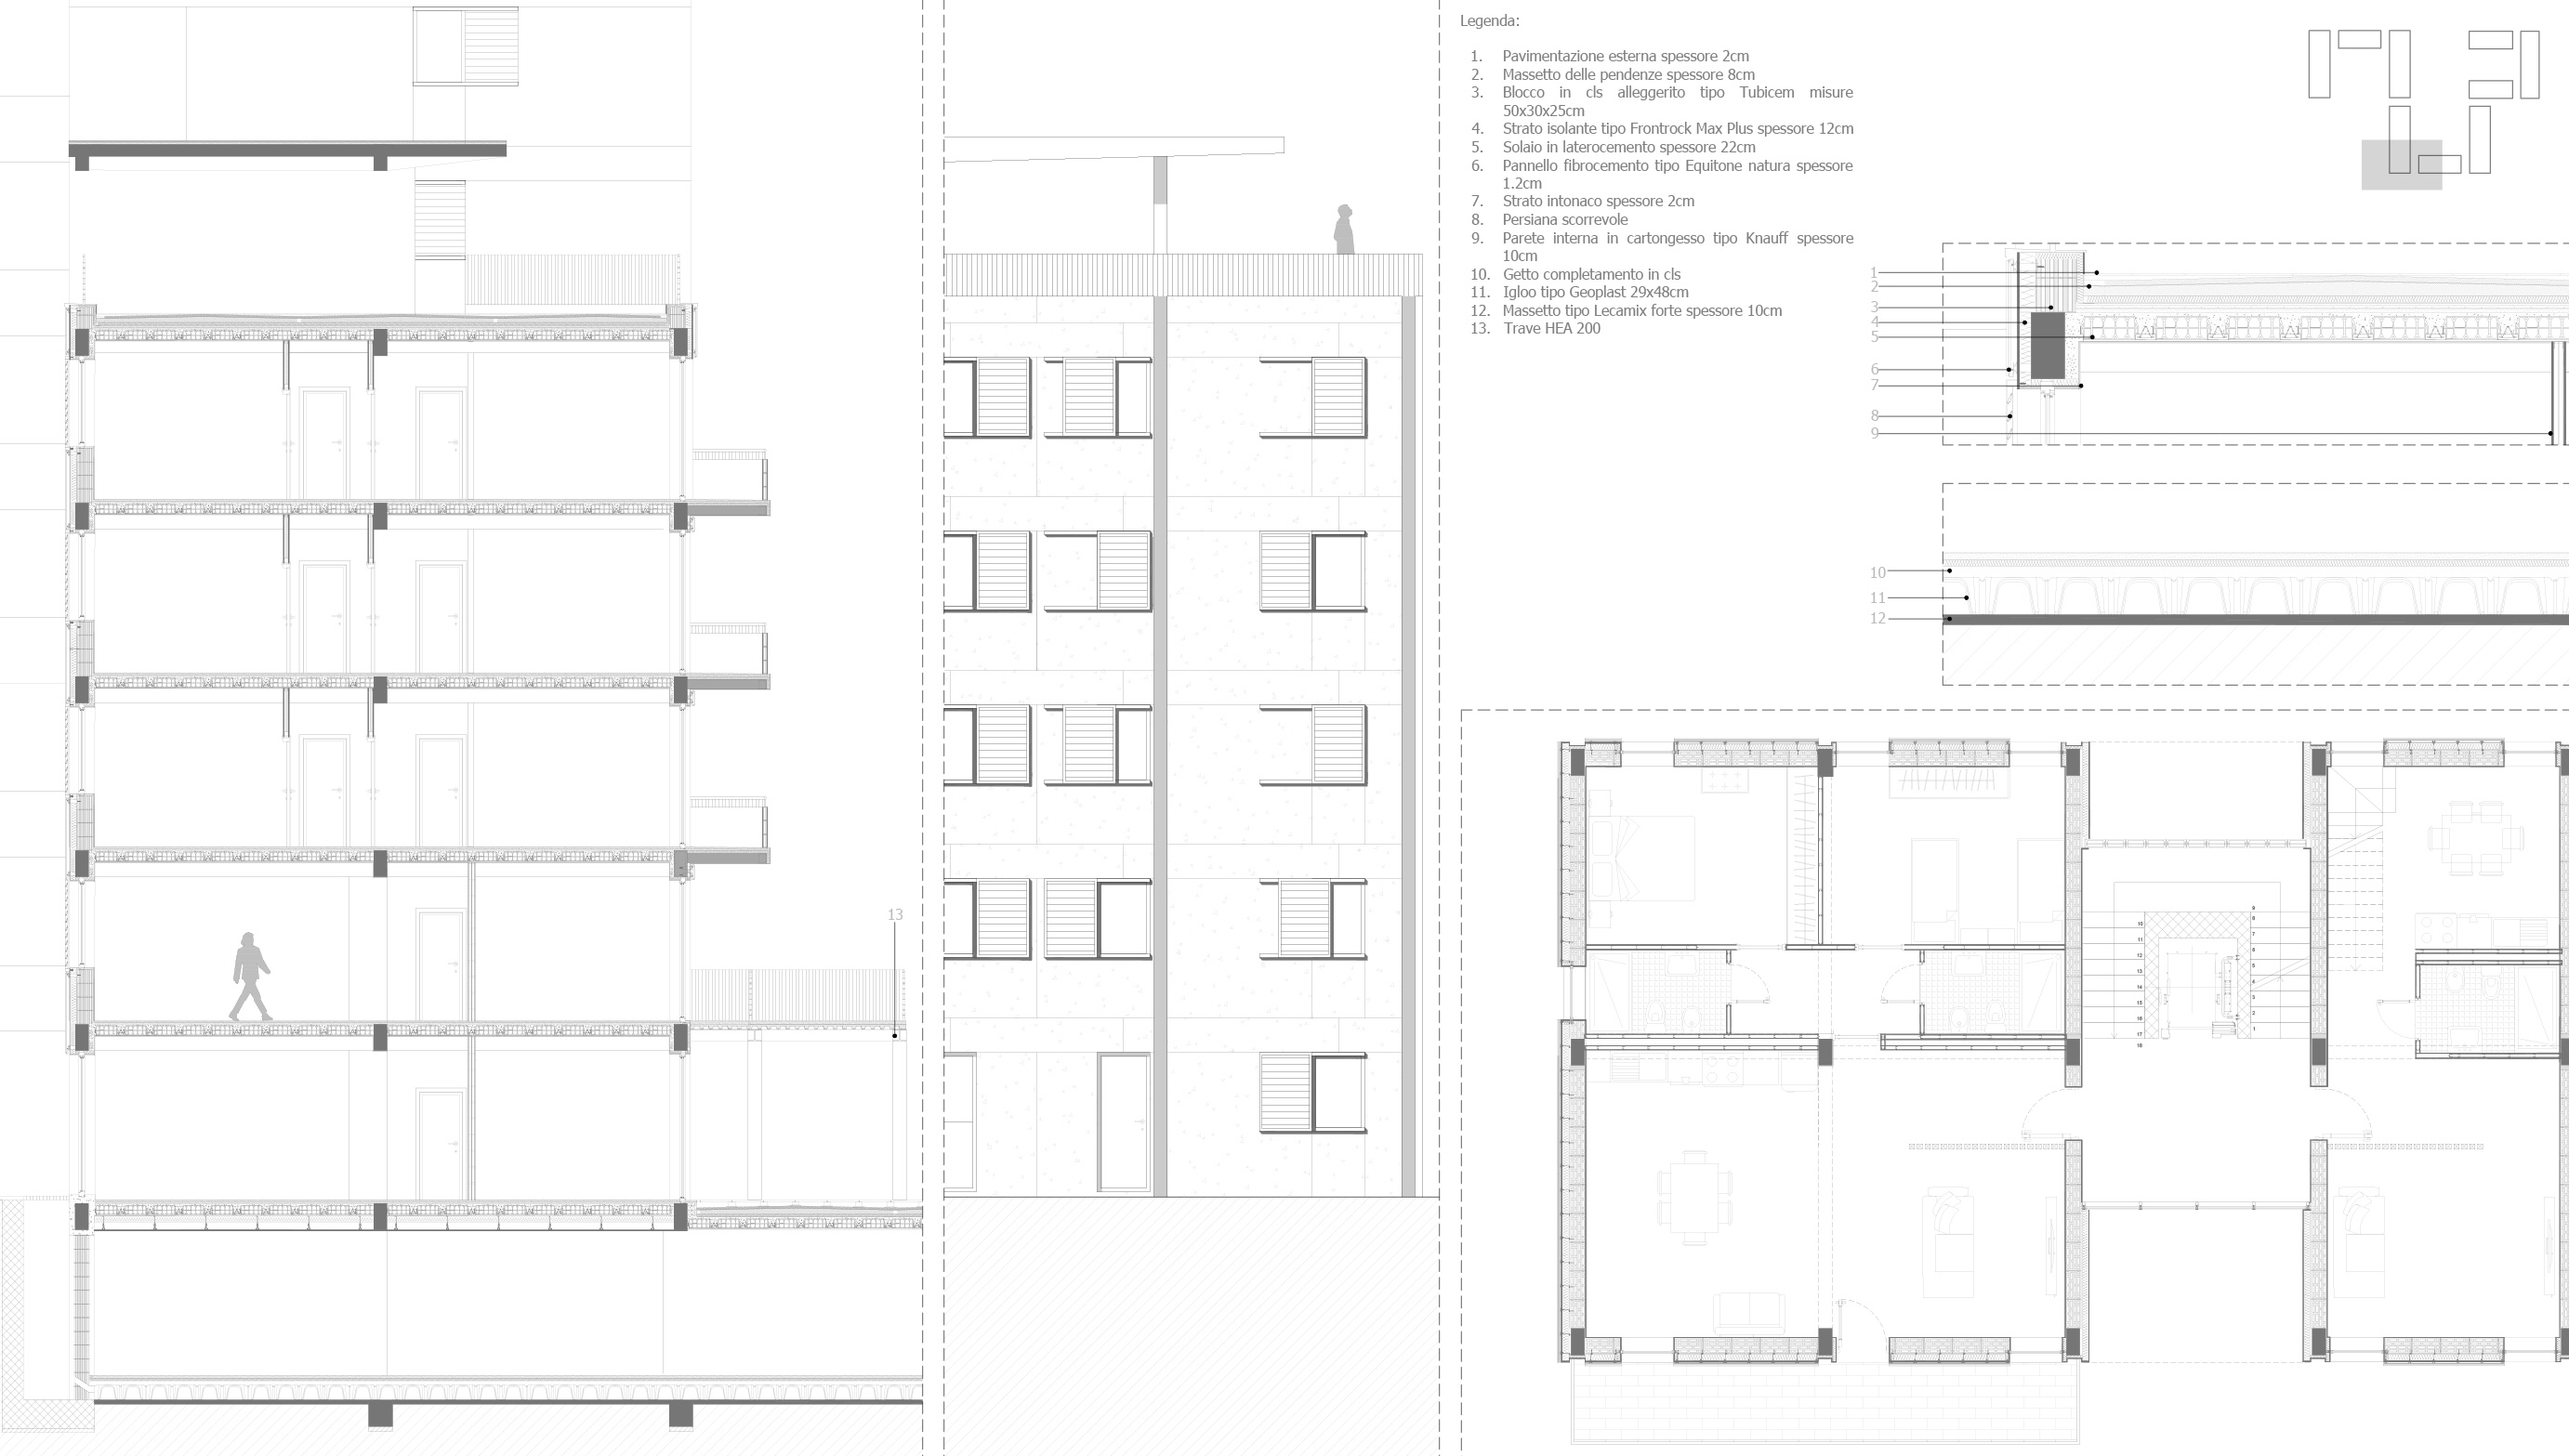 Legenda:
1. Pavimentazione esterna spessore 2cm
2. Massetto delle pendenze spessore 8cm
3. Blocco in cls alleggerito tipo Tubicem misure
50x30x25cm
4. Strato isolante tipo Frontrock Max Plus spessore 12cm
5. Solaio in laterocemento spessore 22cm
6. Pannello fibrocemento tipo Equitone natura spessore
1.2cm
7. Strato intonaco spessore 2cm
8. Persiana scorrevole
9. Parete interna in cartongesso tipo Knauff spessore
10cm
10. Getto completamento in cls
11. Igloo tipo Geoplast 29x48cm
12. Massetto tipo Lecamix forte spessore 10cm
13. Trave HEA 200
1
2
3
4
5
6
7
8
9
10
11
12
13